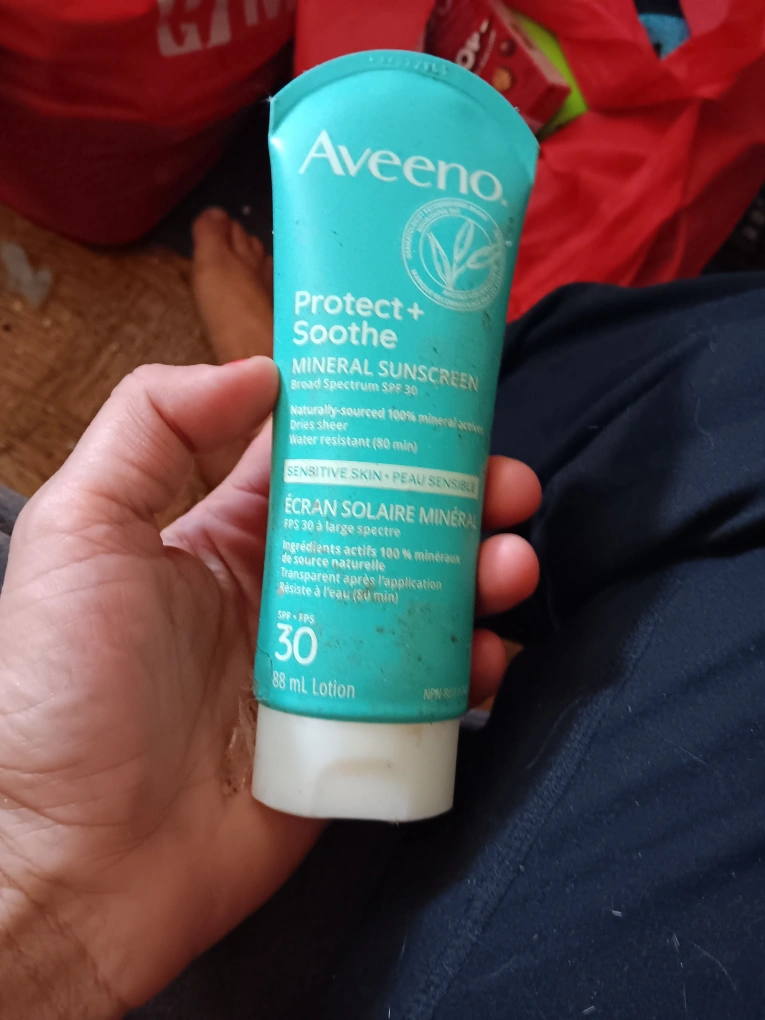 Aveeno.
Protect+
Soothe
MINERAL SUNSCREEN
Broad Spectrum SPF 30
Naturally-sourced 100% mineral actives
Dries sheer
Water resistant (80 min)
SENSITIVE SKIN • PEAU SENSIBLE
ÉCRAN SOLAIRE MINÉRAL
FPS 30 à large spectre
Ingrédients actifs 100 % minéraux
de source naturelle
Transparent après l'application
Résiste à l'eau (80 min)
SPF • FPS
30
88 mL Lotion
NPN